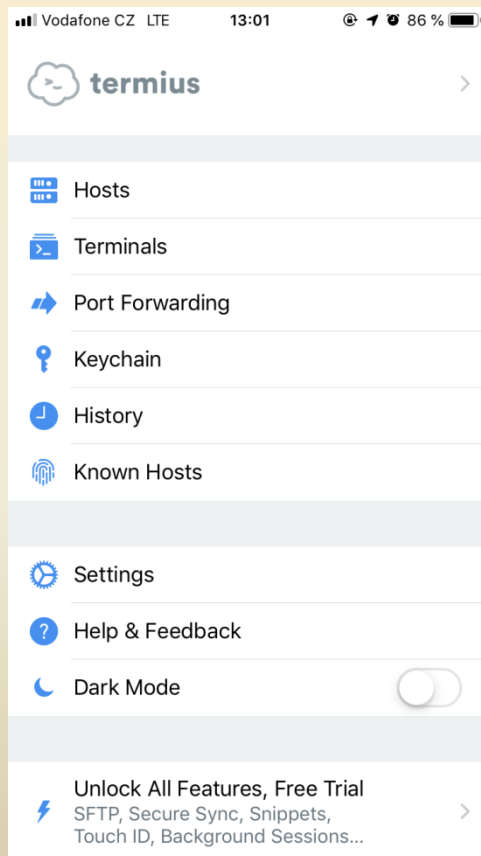 Vodafone CZ LTE 13:01 86 %
termius
Hosts
Terminals
Port Forwarding
Keychain
History
Known Hosts
Settings
Help & Feedback
Dark Mode
Unlock All Features, Free Trial
SFTP, Secure Sync, Snippets,
Touch ID, Background Sessions...